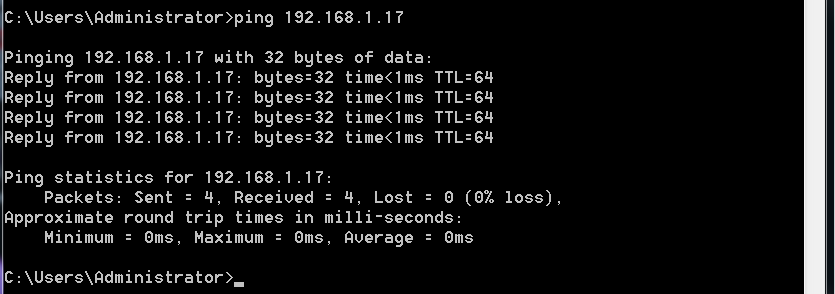 C:\Users\Administrator>ping 192.168.1.17
Pinging 192.168.1.17 with 32 bytes of data:
Reply from 192.168.1.17: bytes=32 time<1ms TTL=64
Reply from 192.168.1.17: bytes=32 time<1ms TTL=64
Reply from 192.168.1.17: bytes=32 time<1ms TTL=64
Reply from 192.168.1.17: bytes=32 time<1ms TTL=64
Ping statistics for 192.168.1.17:
    Packets: Sent = 4, Received = 4, Lost = 0 (0% loss),
Approximate round trip times in milli-seconds:
    Minimum = 0ms, Maximum = 0ms, Average = 0ms
C:\Users\Administrator>_